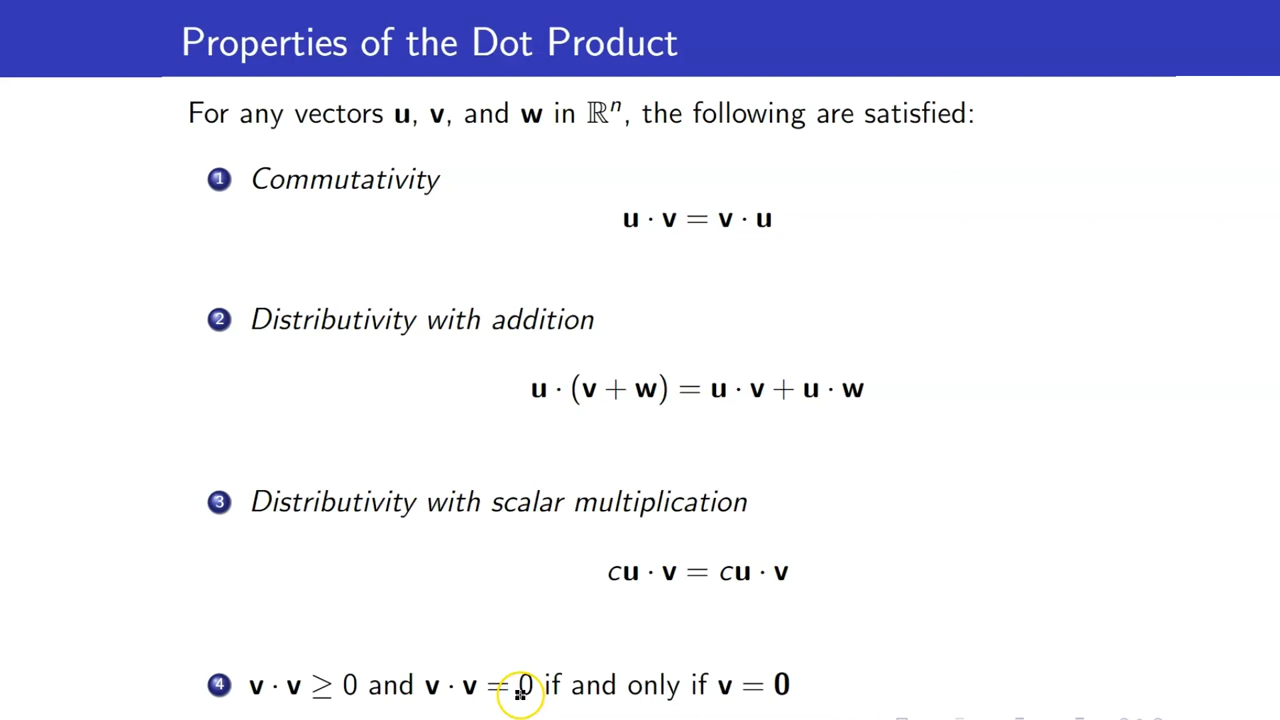 Properties of the Dot Product
For any vectors u, v, and w in ℝⁿ, the following are satisfied:
1 Commutativity
u · v = v · u
2 Distributivity with addition
u · (v + w) = u · v + u · w
3 Distributivity with scalar multiplication
cu · v = cu · v
4 v · v ≥ 0 and v · v = 0 if and only if v = 0